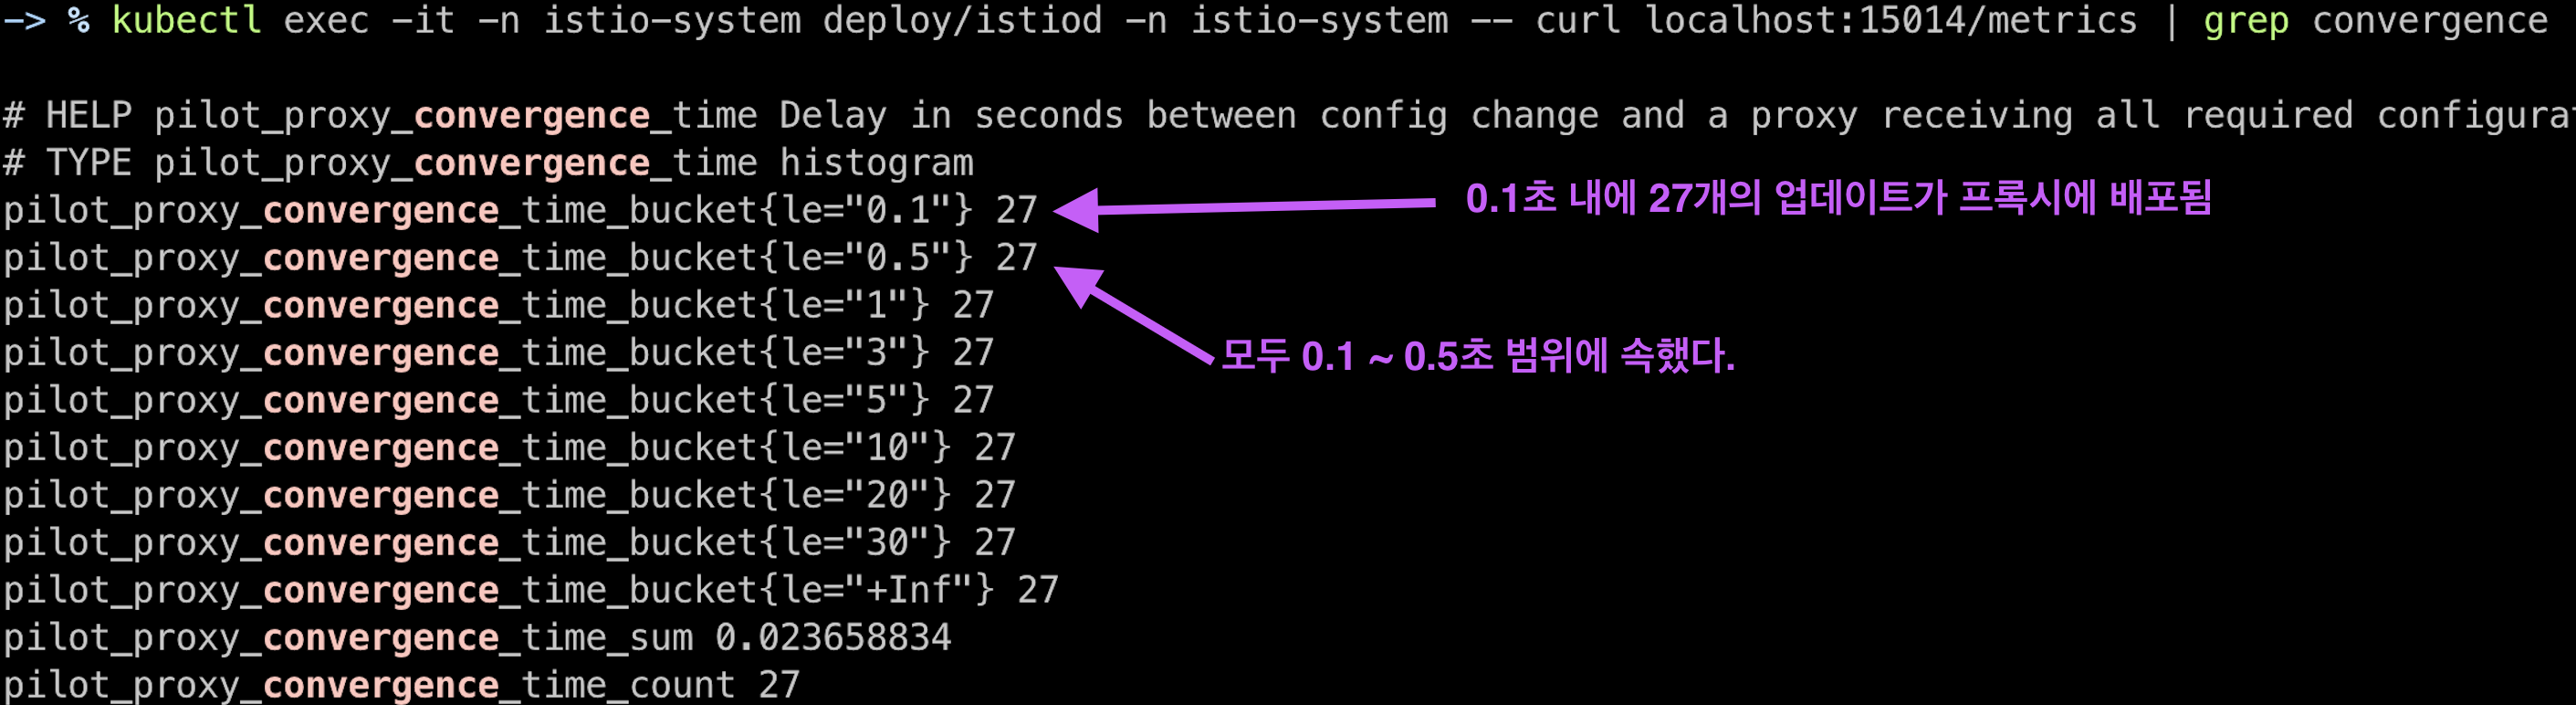 -> % kubectl exec -it -n istio-system deploy/istiod -n istio-system -- curl localhost:15014/metrics | grep convergence
# HELP pilot_proxy_convergence_time Delay in seconds between config change and a proxy receiving all required configurat
# TYPE pilot_proxy_convergence_time histogram
pilot_proxy_convergence_time_bucket{le="0.1"} 27
0.1초 내에 27개의 업데이트가 프록시에 배포됨
pilot_proxy_convergence_time_bucket{le="0.5"} 27
pilot_proxy_convergence_time_bucket{le="1"} 27
pilot_proxy_convergence_time_bucket{le="3"} 27
모두 0.1 ~ 0.5초 범위에 속했다.
pilot_proxy_convergence_time_bucket{le="5"} 27
pilot_proxy_convergence_time_bucket{le="10"} 27
pilot_proxy_convergence_time_bucket{le="20"} 27
pilot_proxy_convergence_time_bucket{le="30"} 27
pilot_proxy_convergence_time_bucket{le="+Inf"} 27
pilot_proxy_convergence_time_sum 0.023658834
pilot_proxy_convergence_time_count 27